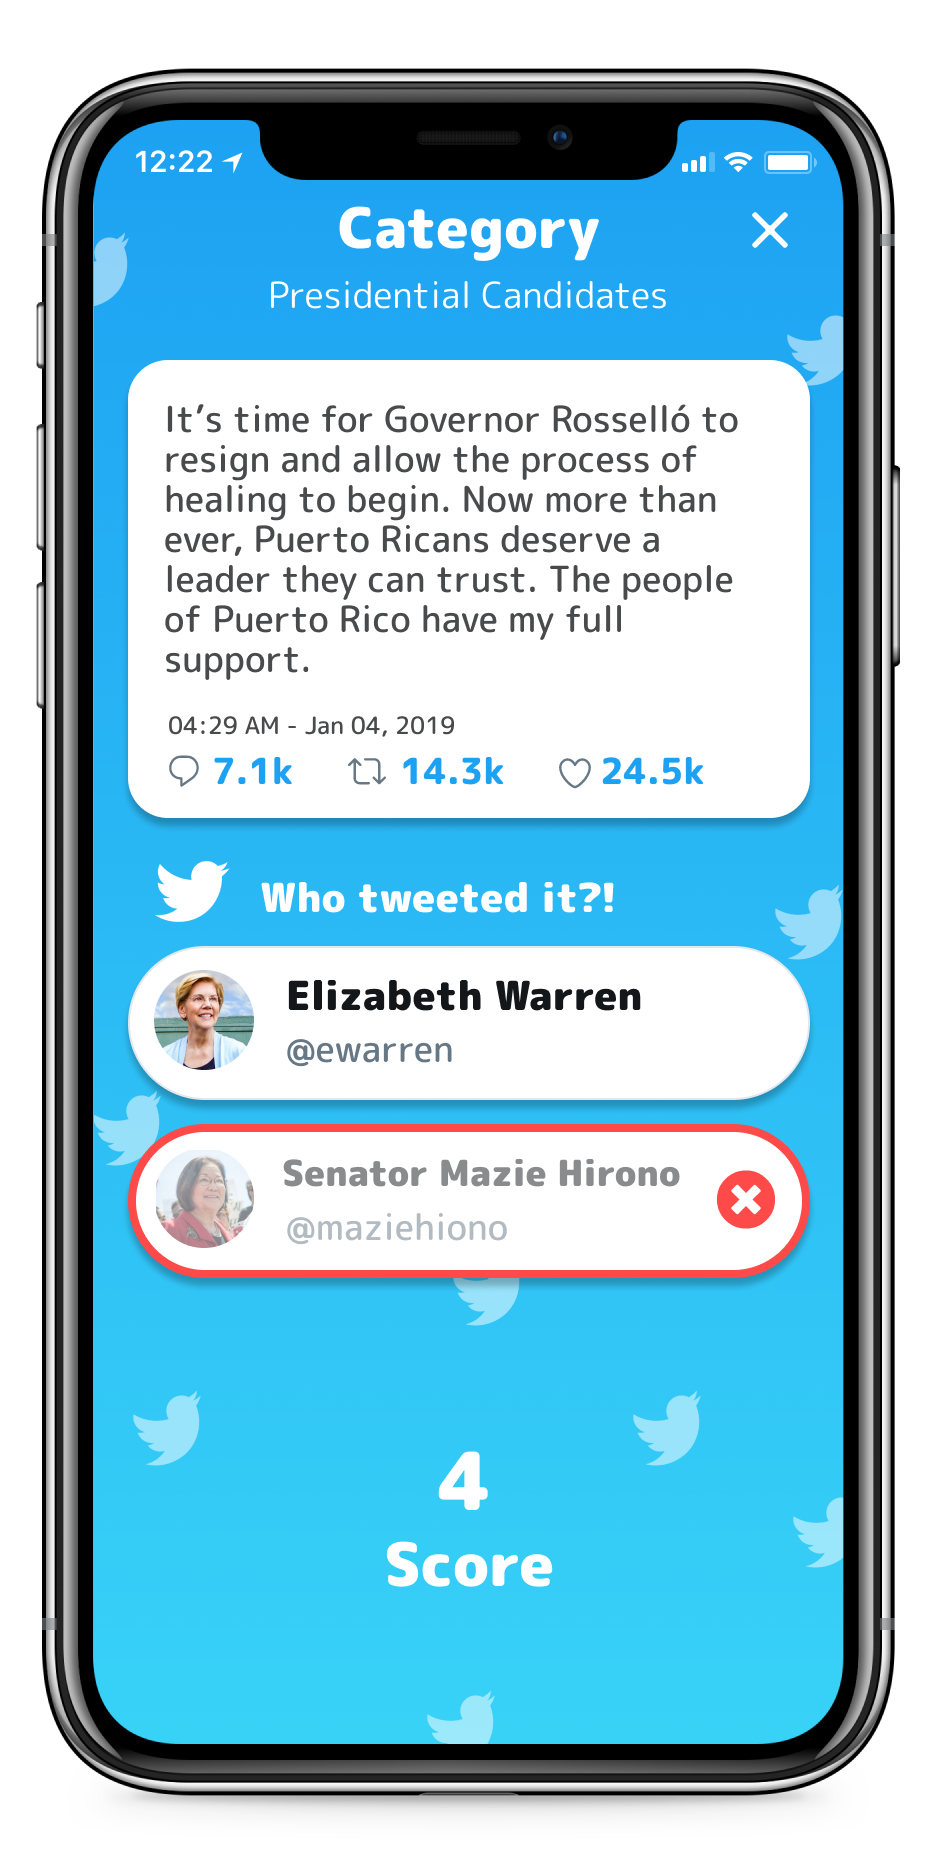 12:22
Category
Presidential Candidates
It’s time for Governor Rosselló to
resign and allow the process of
healing to begin. Now more than
ever, Puerto Ricans deserve a
leader they can trust. The people
of Puerto Rico have my full
support.
04:29 AM - Jan 04, 2019
7.1k 14.3k 24.5k
Who tweeted it?!
Elizabeth Warren
@ewarren
Senator Mazie Hirono
@maziehiono
4
Score